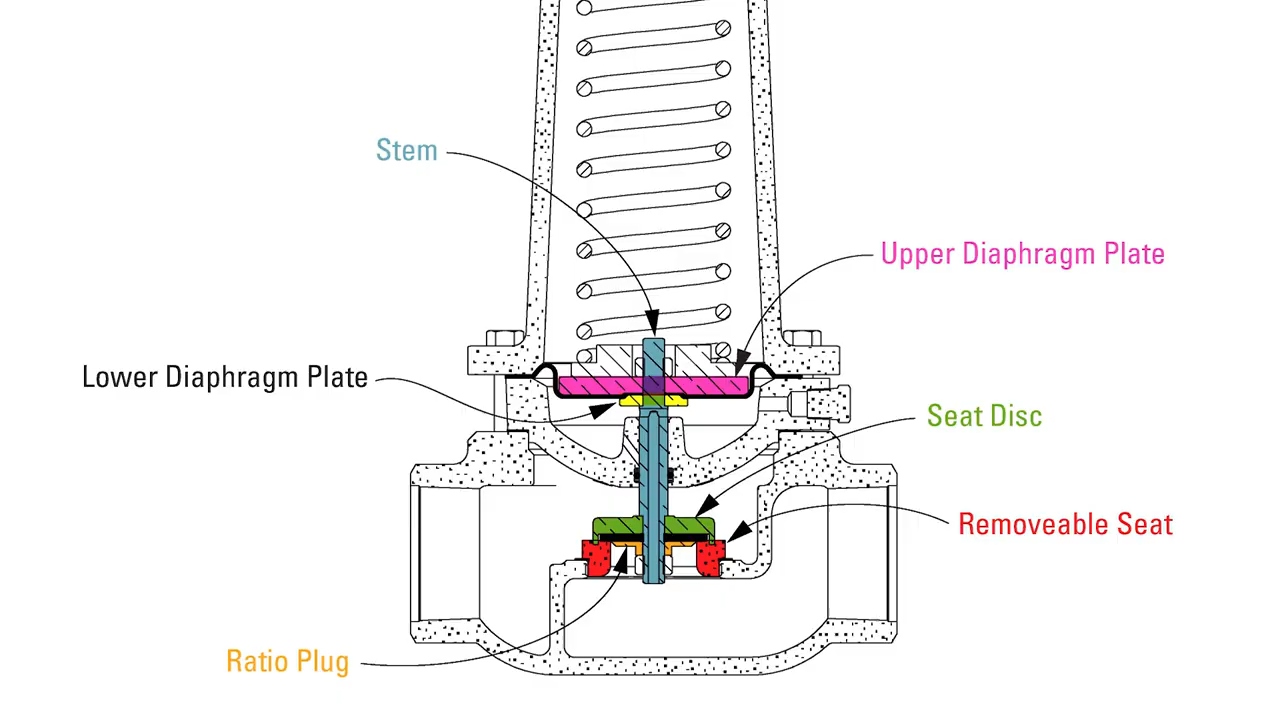 Stem
Upper Diaphragm Plate
Lower Diaphragm Plate
Seat Disc
Removeable Seat
Ratio Plug